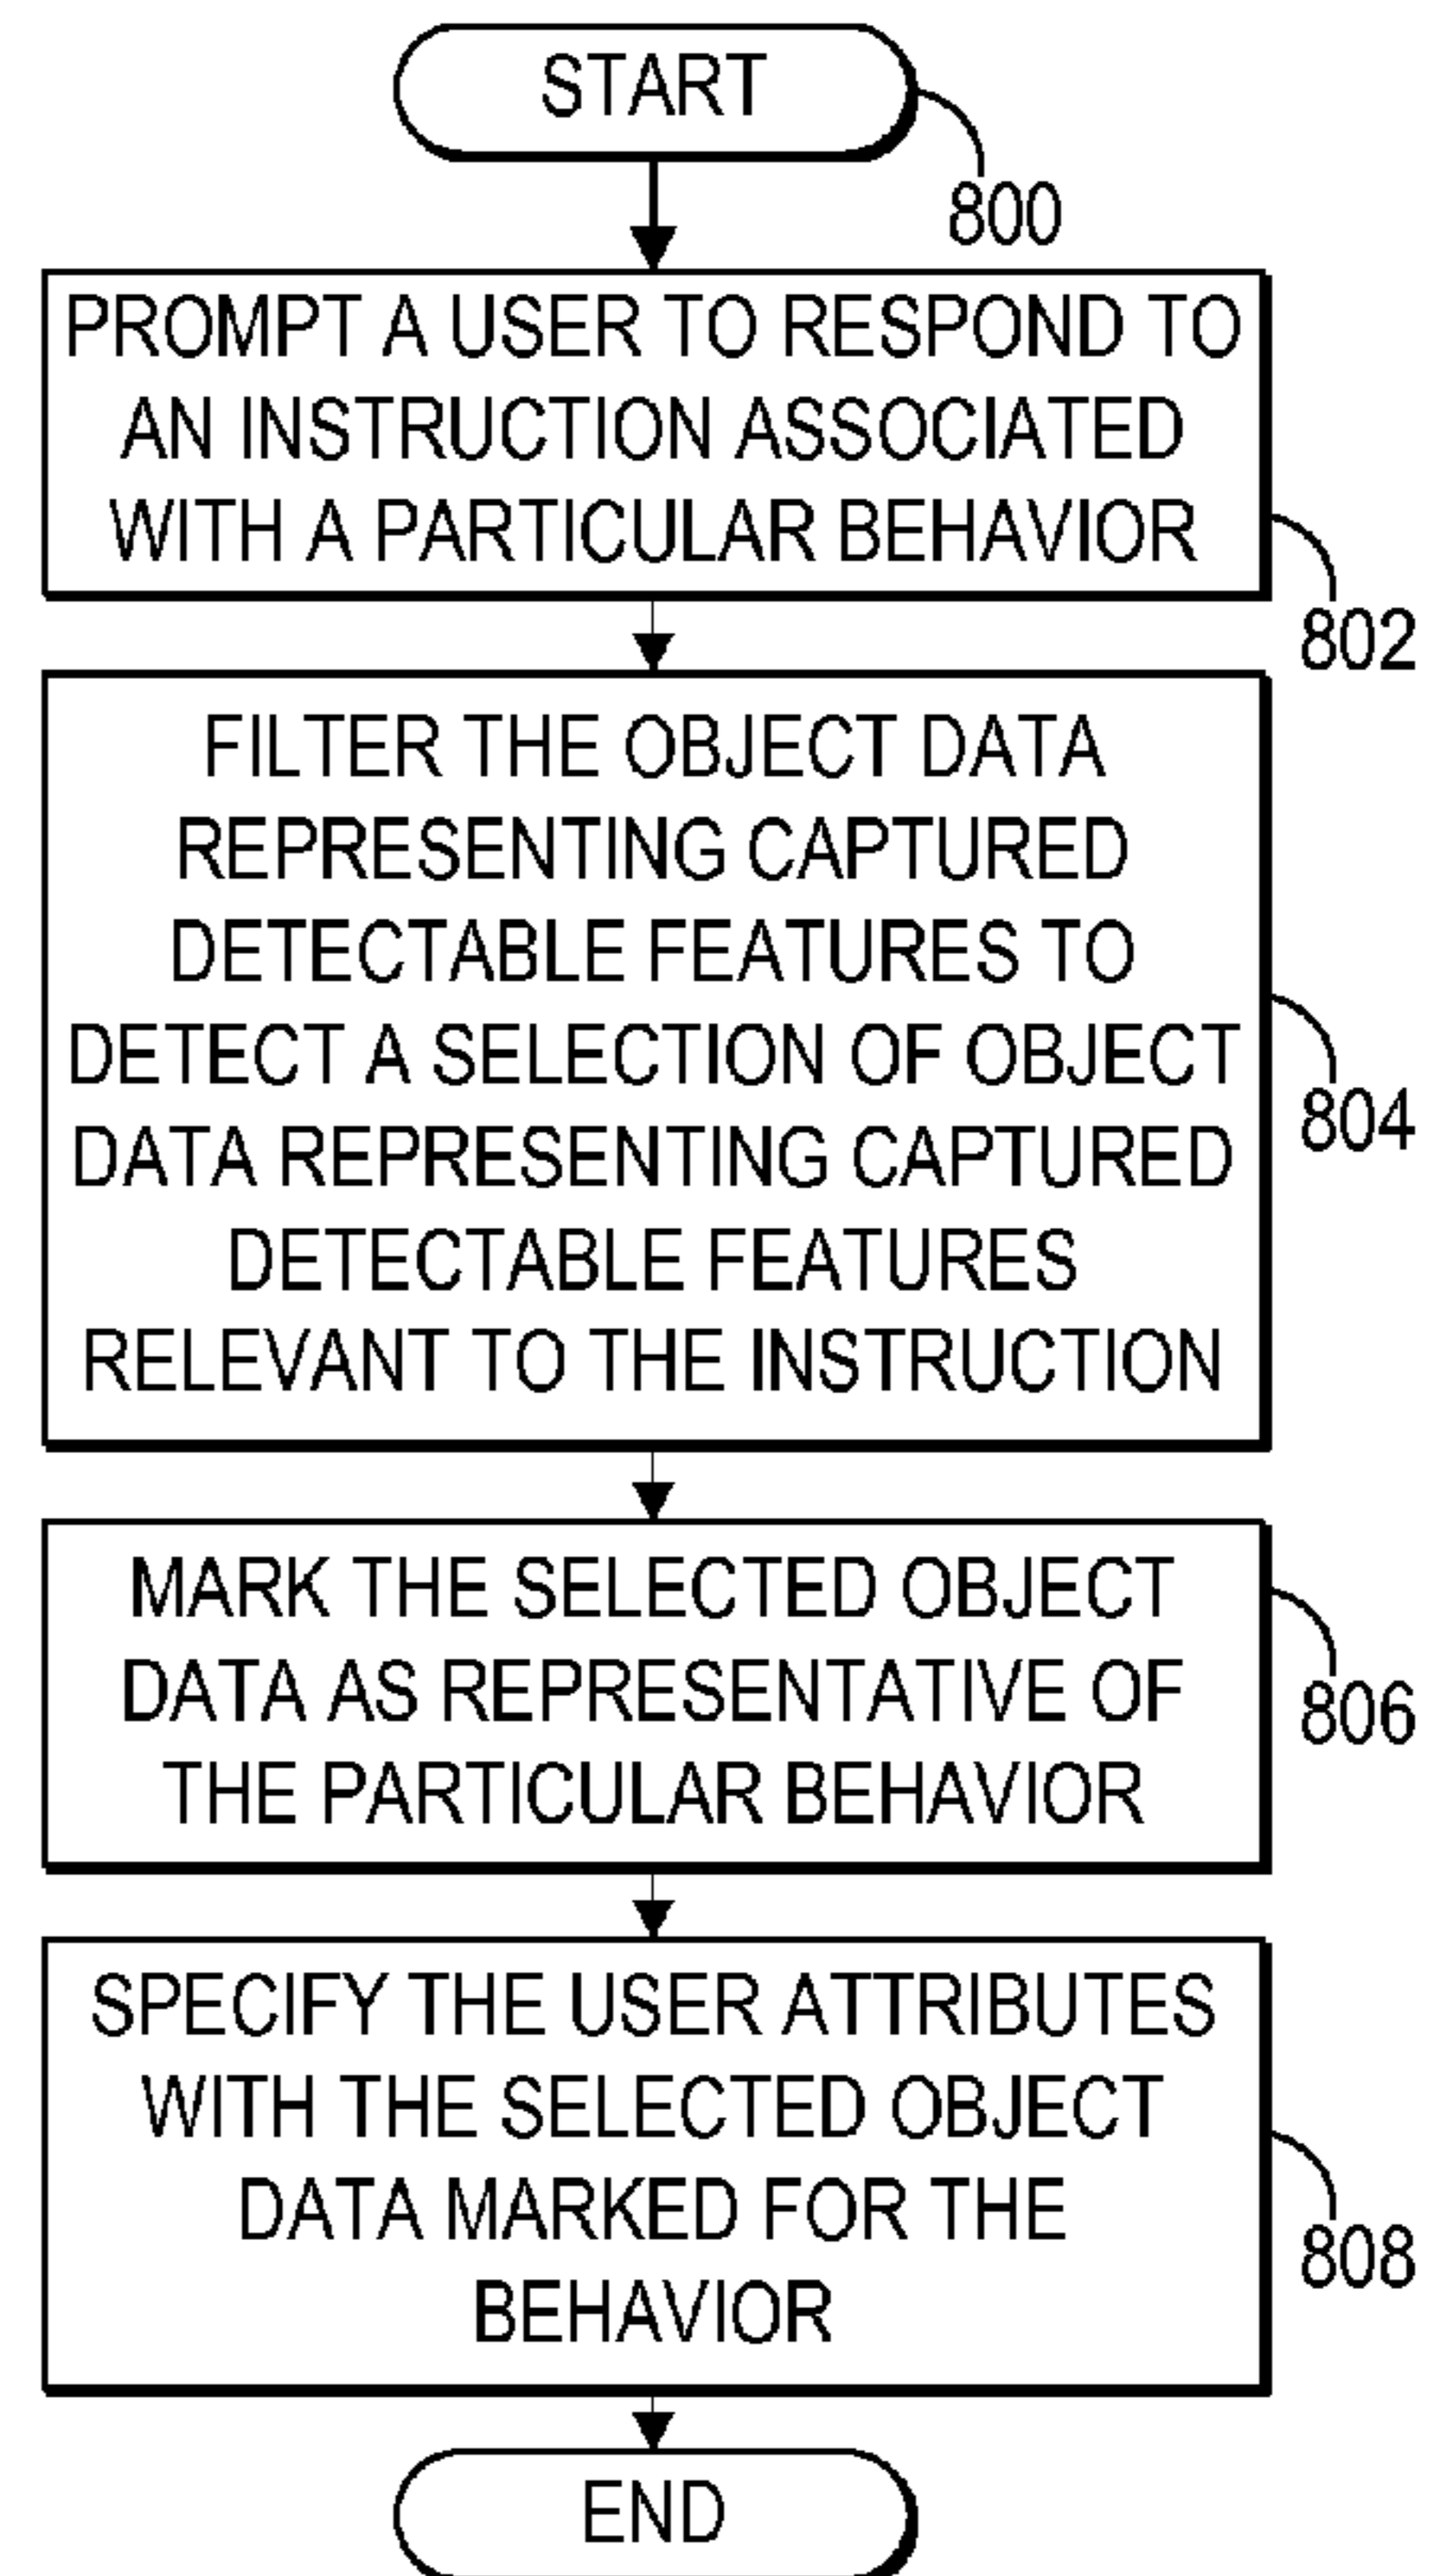 START
800
PROMPT A USER TO RESPOND TO
AN INSTRUCTION ASSOCIATED
WITH A PARTICULAR BEHAVIOR
802
FILTER THE OBJECT DATA
REPRESENTING CAPTURED
DETECTABLE FEATURES TO
DETECT A SELECTION OF OBJECT
DATA REPRESENTING CAPTURED
DETECTABLE FEATURES
RELEVANT TO THE INSTRUCTION
804
MARK THE SELECTED OBJECT
DATA AS REPRESENTATIVE OF
THE PARTICULAR BEHAVIOR
806
SPECIFY THE USER ATTRIBUTES
WITH THE SELECTED OBJECT
DATA MARKED FOR THE
BEHAVIOR
808
END